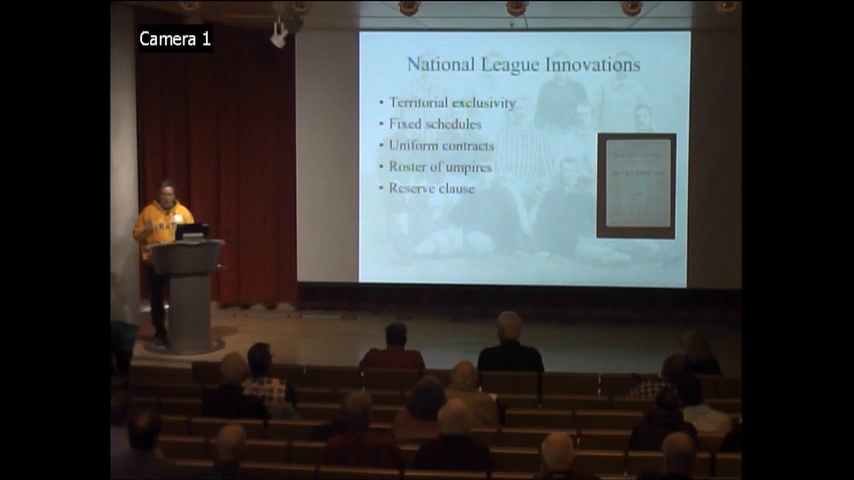 Camera 1
National League Innovations
• Territorial exclusivity
• Fixed schedules
• Uniform contracts
• Roster of umpires
• Reserve clause